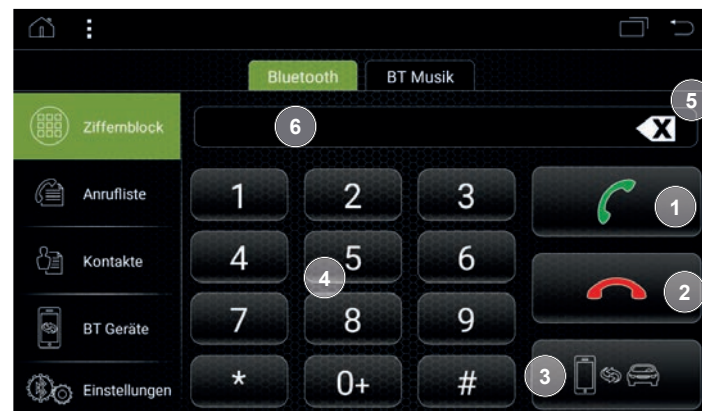 Bluetooth BT Musik
5
Ziffernblock 6 X
Anrufliste 1 2 3 1
Kontakte 4 5 6
4 2
BT Geräte 7 8 9
Einstellungen * 0+ # 3